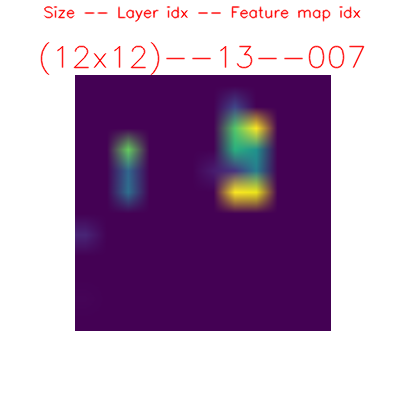 Size -- Layer idx -- Feature map idx
(12x12)--13--007